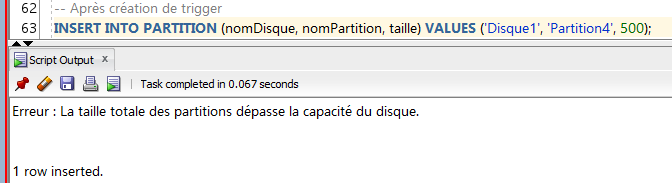 62
-- Après création de trigger
63
INSERT INTO PARTITION (nomDisque, nomPartition, taille) VALUES ('Disque1', 'Partition4', 500);
Script Output x
Task completed in 0.067 seconds
Erreur : La taille totale des partitions dépasse la capacité du disque.
1 row inserted.